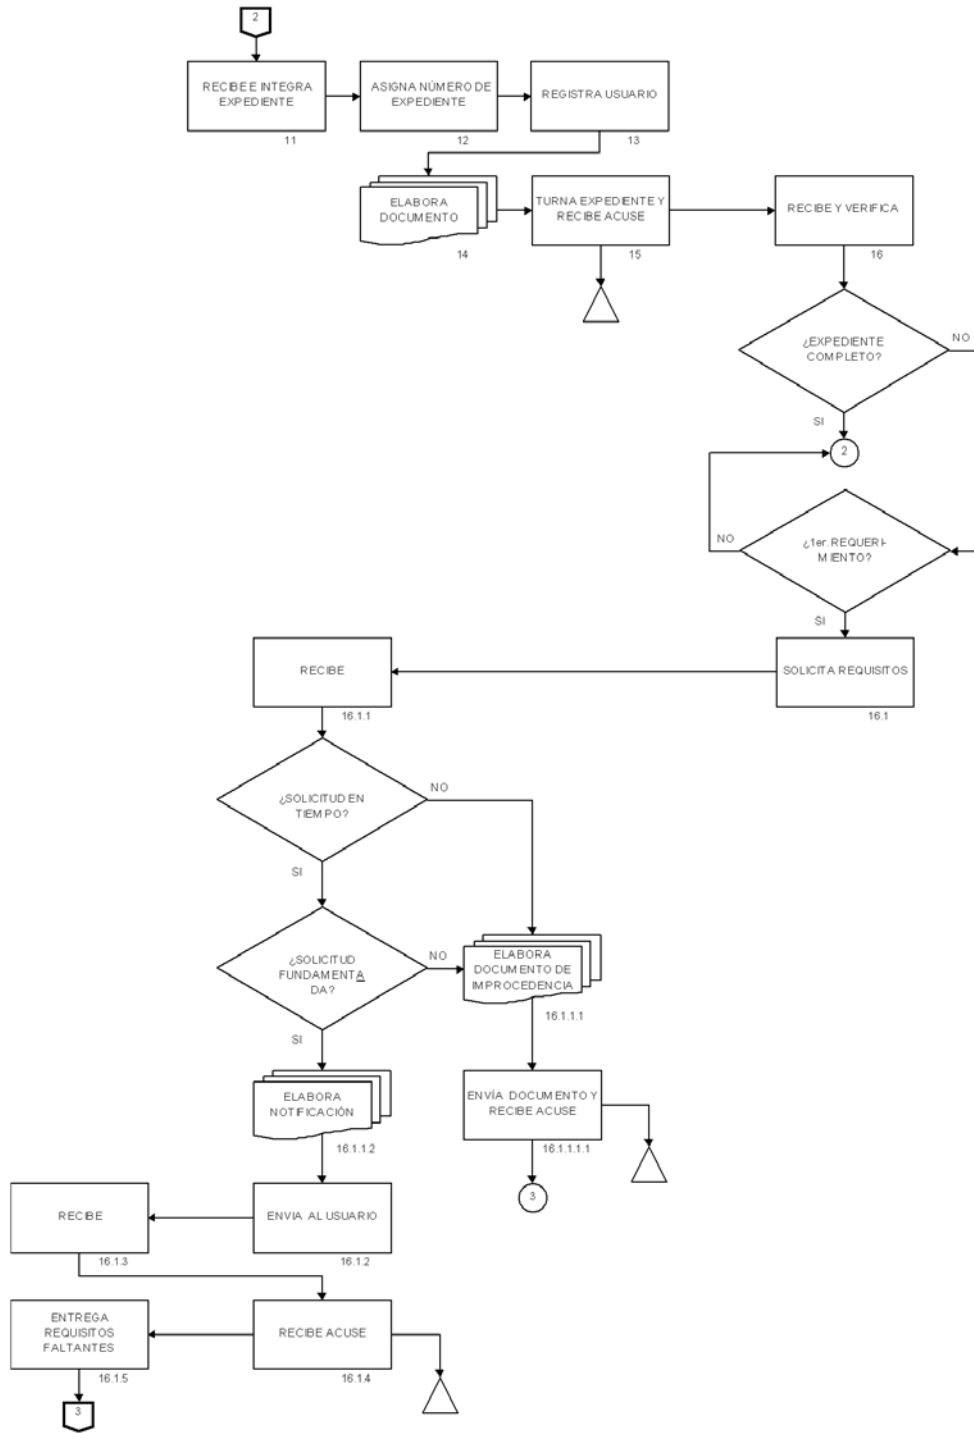 2
RECIBE E INTEGRA
EXPEDIENTE
11
ASIGNA NÚMERO DE
EXPEDIENTE
12
REGISTRA USUARIO
13
ELABORA
DOCUMENTO
14
TURNA EXPEDIENTE Y
RECIBE ACUSE
15
RECIBE Y VERIFICA
16
¿EXPEDIENTE
COMPLETO?
NO
SI
2
¿1er. REQUERI-
MIENTO?
NO
SI
SOLICITA REQUISITOS
16.1
RECIBE
16.1.1
¿SOLICITUD EN
TIEMPO?
NO
SI
¿SOLICITUD
FUNDAMENTA
DA?
NO
SI
ELABORA
DOCUMENTO DE
IMPROCEDENCIA
16.1.1.1
ELABORA
NOTIFICACIÓN
16.1.1.2
ENVÍA DOCUMENTO Y
RECIBE ACUSE
16.1.1.1.1
3
ENVIA AL USUARIO
16.1.2
RECIBE
16.1.3
RECIBE ACUSE
16.1.4
ENTREGA
REQUISITOS
FALTANTES
16.1.5
3